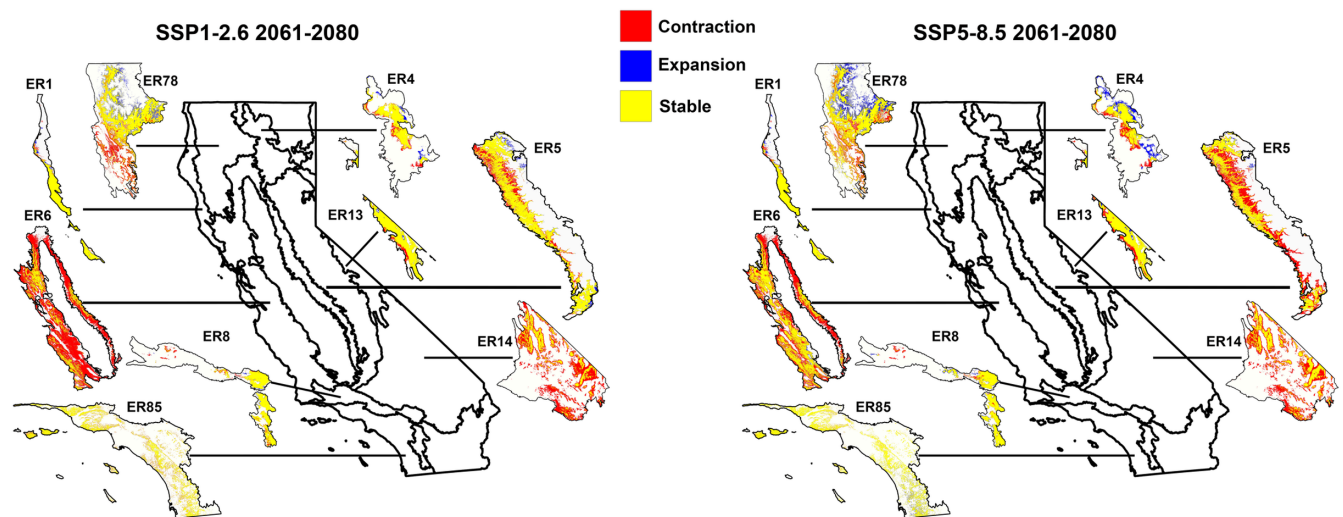 SSP1-2.6 2061-2080
Contraction
Expansion
Stable
SSP5-8.5 2061-2080
ER1
ER78
ER4
ER5
ER6
ER13
ER8
ER14
ER85
ER1
ER78
ER4
ER5
ER6
ER13
ER8
ER14
ER85